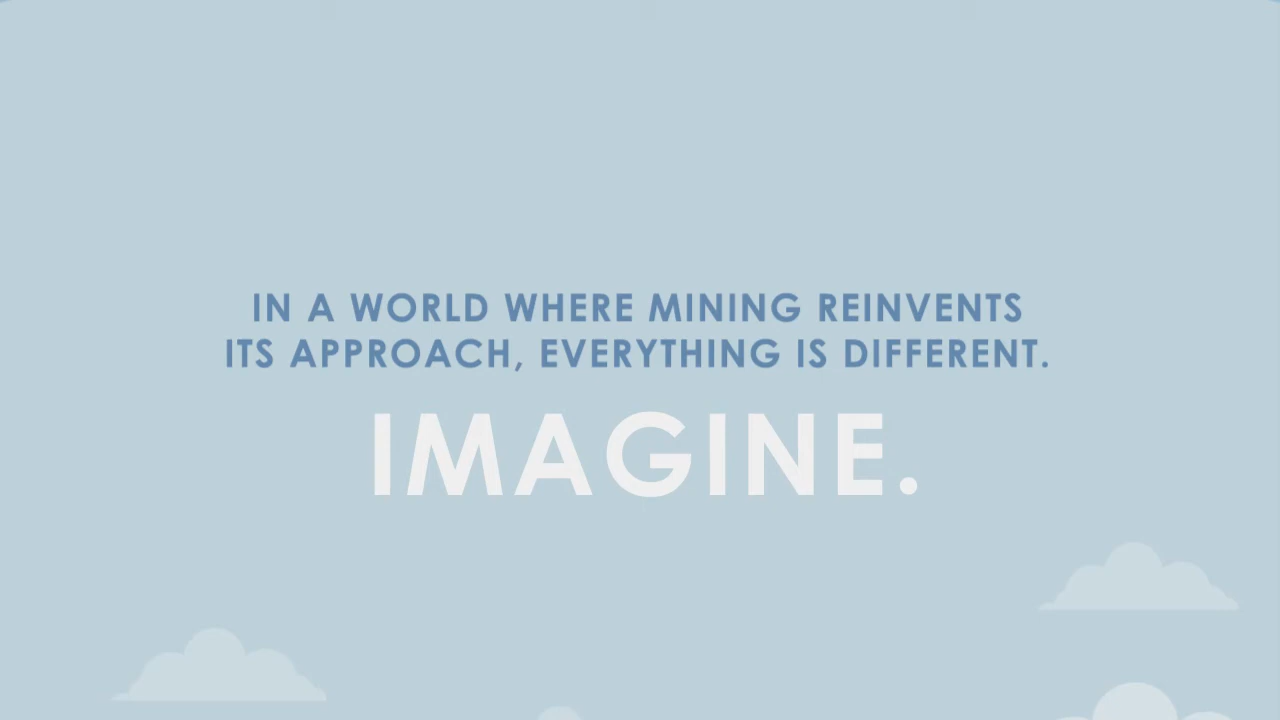 IN A WORLD WHERE MINING REINVENTS
ITS APPROACH, EVERYTHING IS DIFFERENT.
IMAGINE.